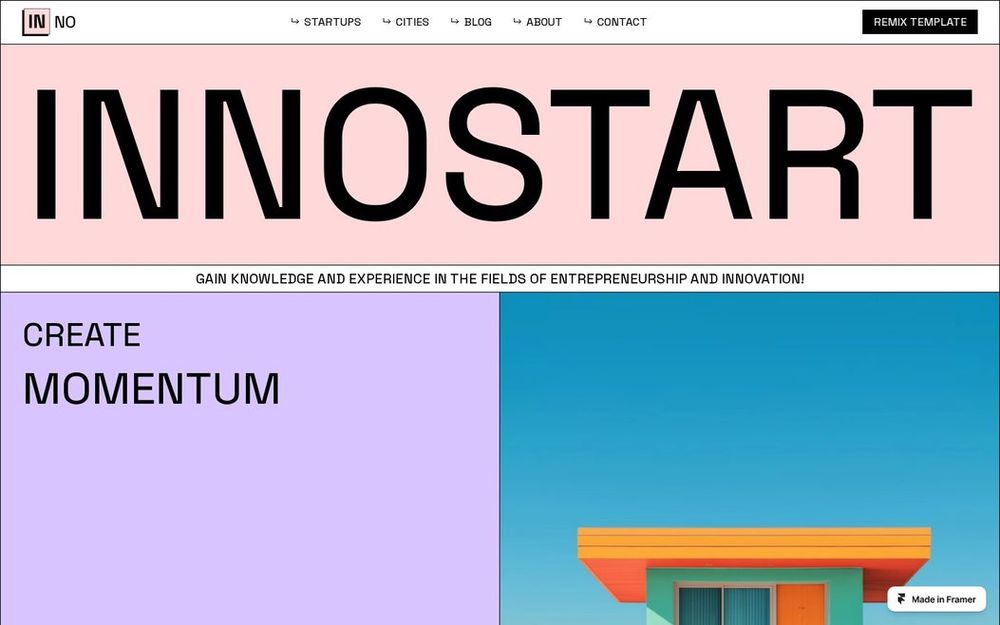 IN NO
↳ STARTUPS ↳ CITIES ↳ BLOG ↳ ABOUT ↳ CONTACT
REMIX TEMPLATE
INNOSTART
GAIN KNOWLEDGE AND EXPERIENCE IN THE FIELDS OF ENTREPRENEURSHIP AND INNOVATION!
CREATE
MOMENTUM
Made in Framer